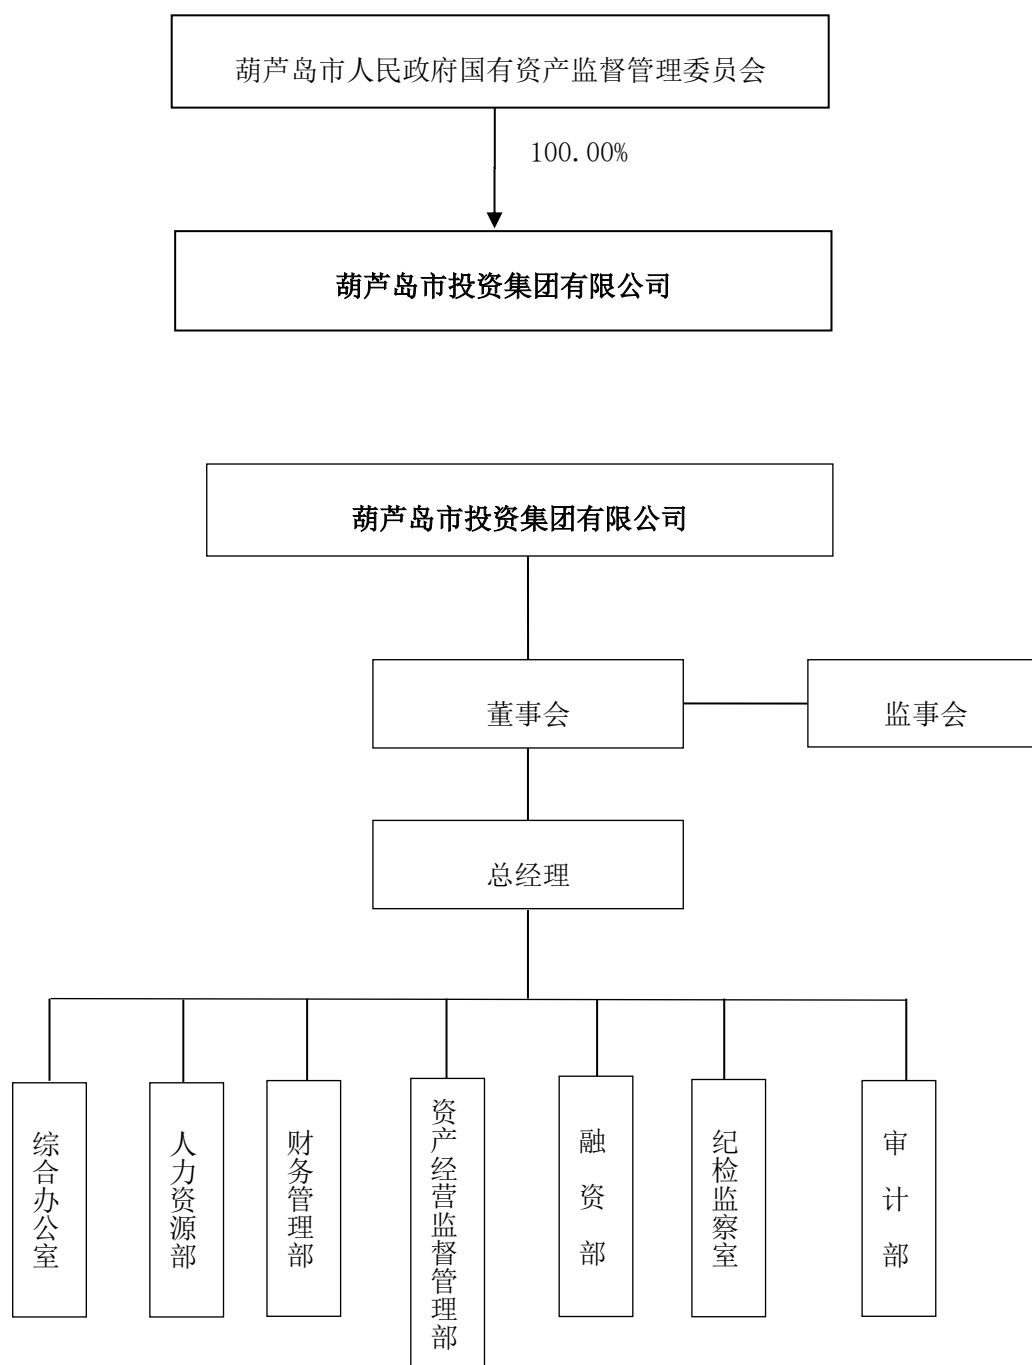 葫芦岛市人民政府国有资产监督管理委员会
100.00%
葫芦岛市投资集团有限公司
葫芦岛市投资集团有限公司
董事会
监事会
总经理
综合办公室
人力资源部
财务管理部
资产经营监督管理部
融资部
纪检监察室
审计部